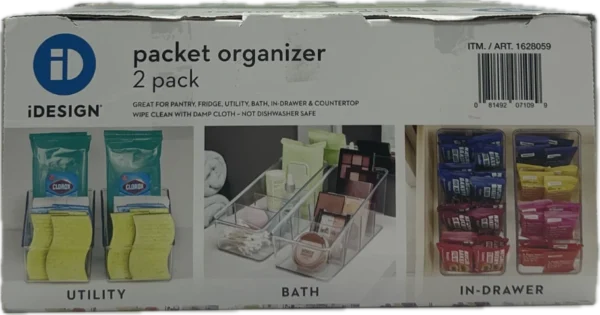 iD
iDESIGN®
packet organizer
2 pack
GREAT FOR PANTRY, FRIDGE, UTILITY, BATH, IN-DRAWER & COUNTERTOP
WIPE CLEAN WITH DAMP CLOTH – NOT DISHWASHER SAFE
ITM. / ART. 1628059
0 81492 07109 9
CLOROX
CLOROX
UTILITY
BATH
IN-DRAWER